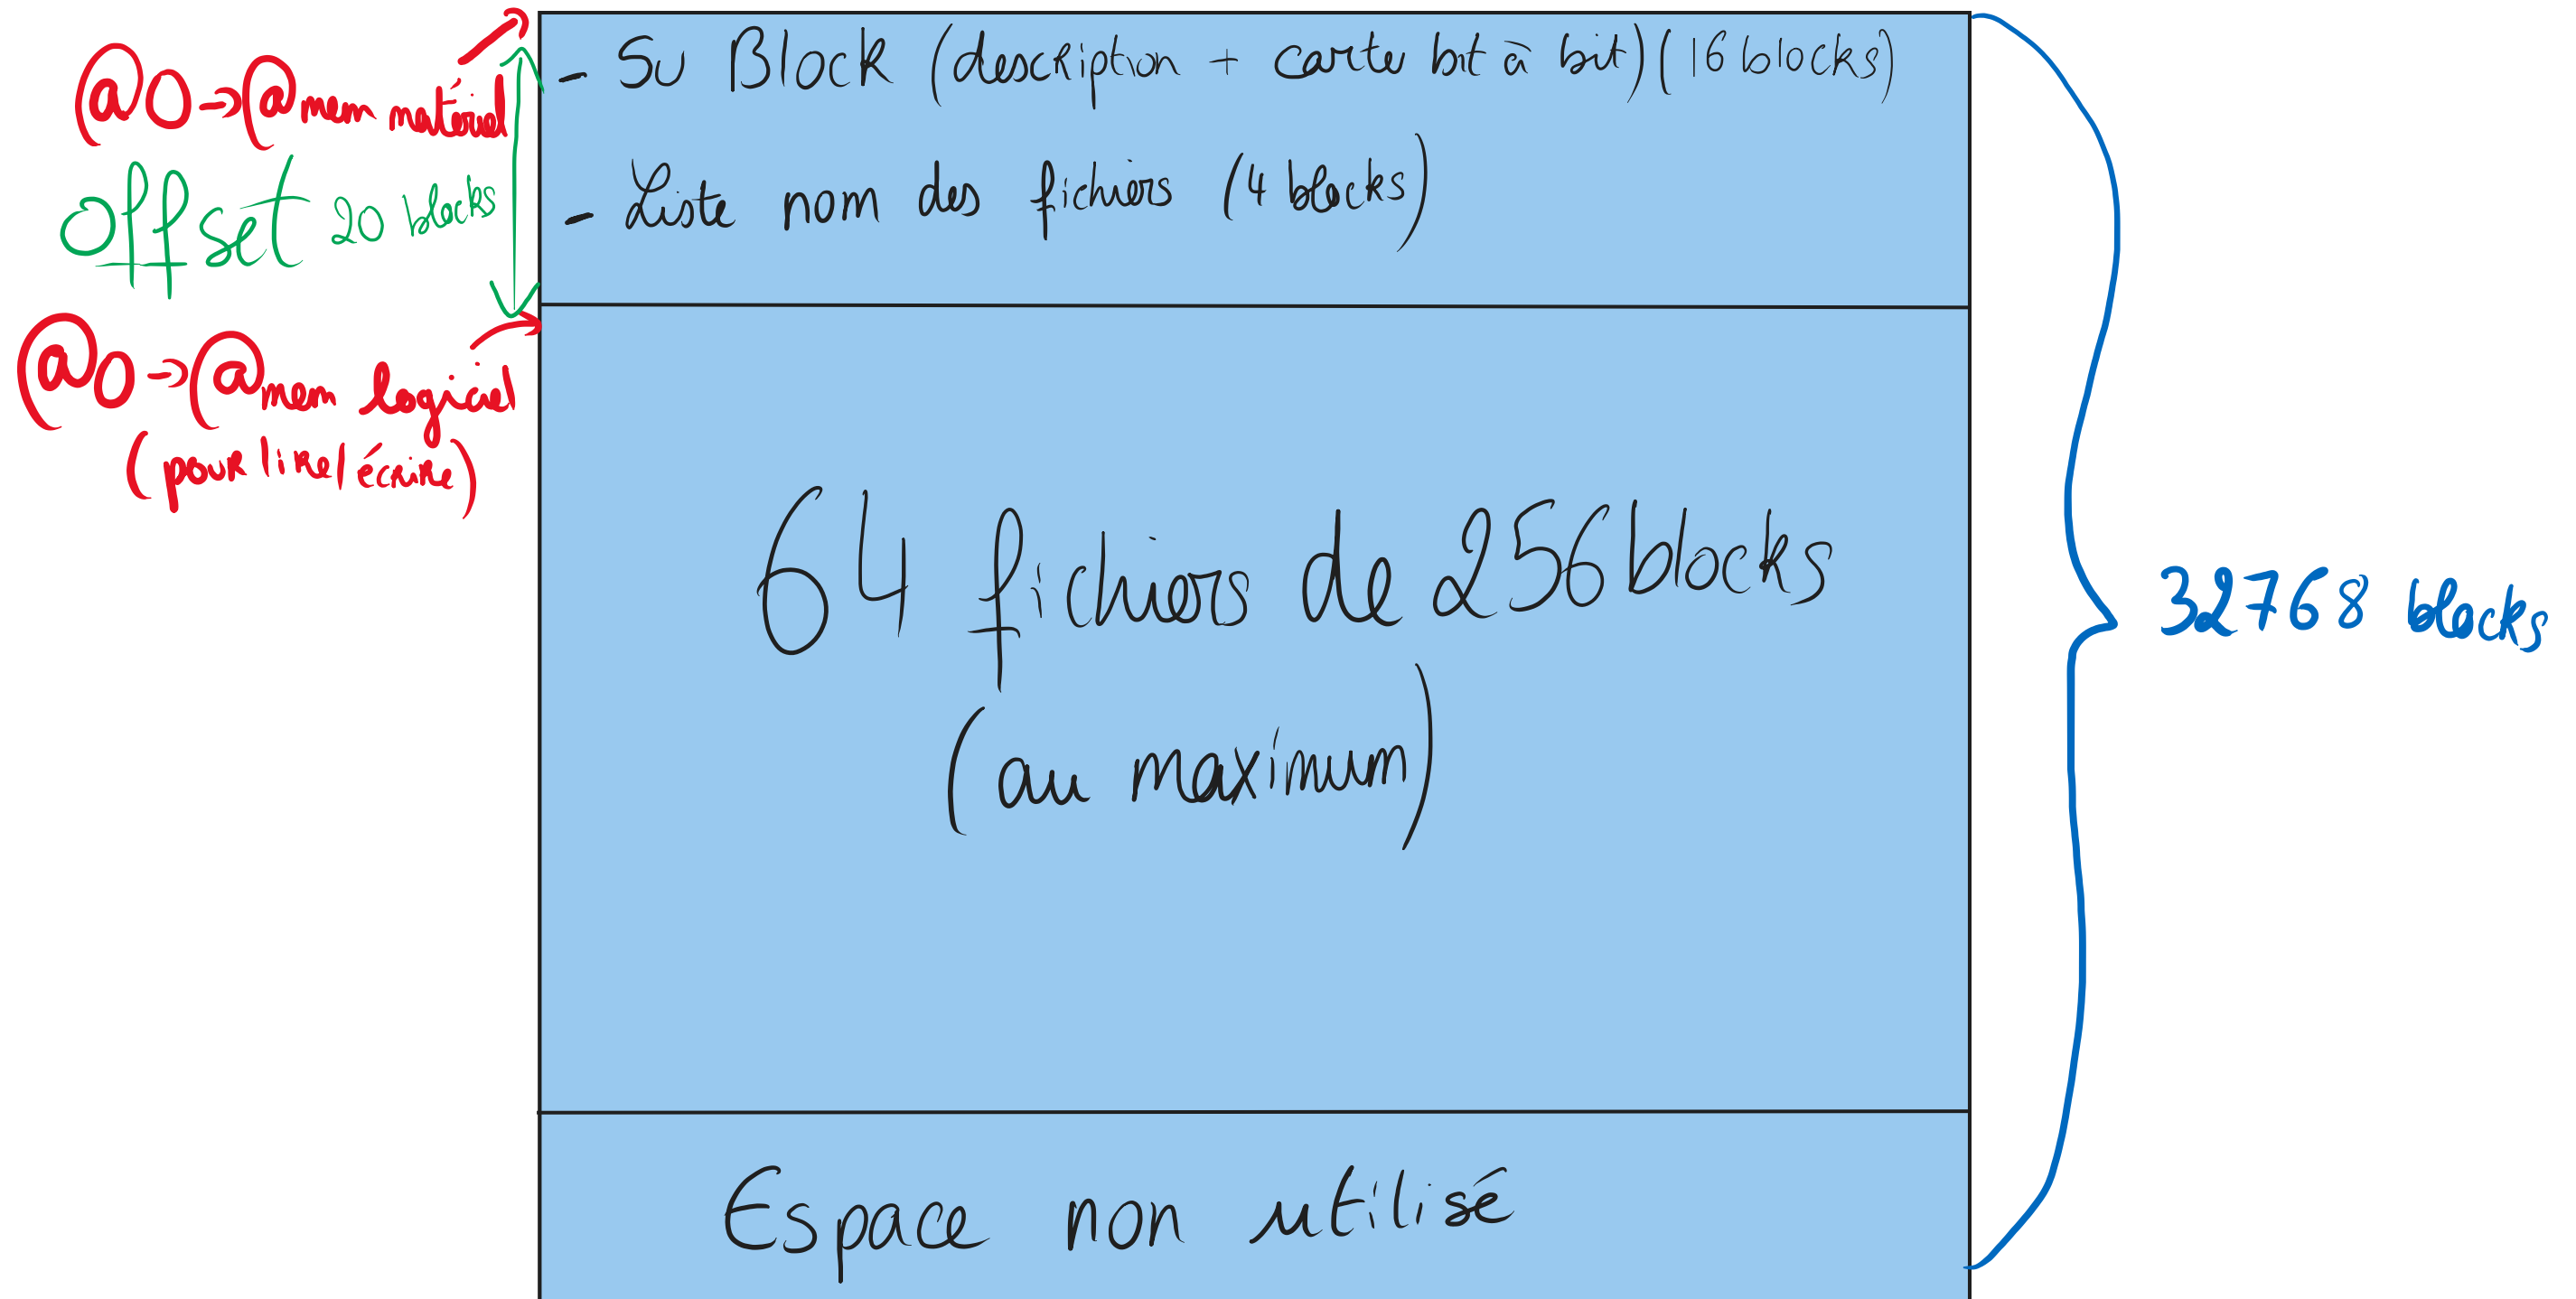 @0 → @mem matériel
Offset 20 blocks
@0 → @mem logiciel
(pour lire/écrire)
- Su Block (description + carte bit à bit) (16 blocks)
- Liste nom des fichiers (4 blocks)
64 fichiers de 256 blocks
(au maximum)
Espace non utilisé
32768 blocks